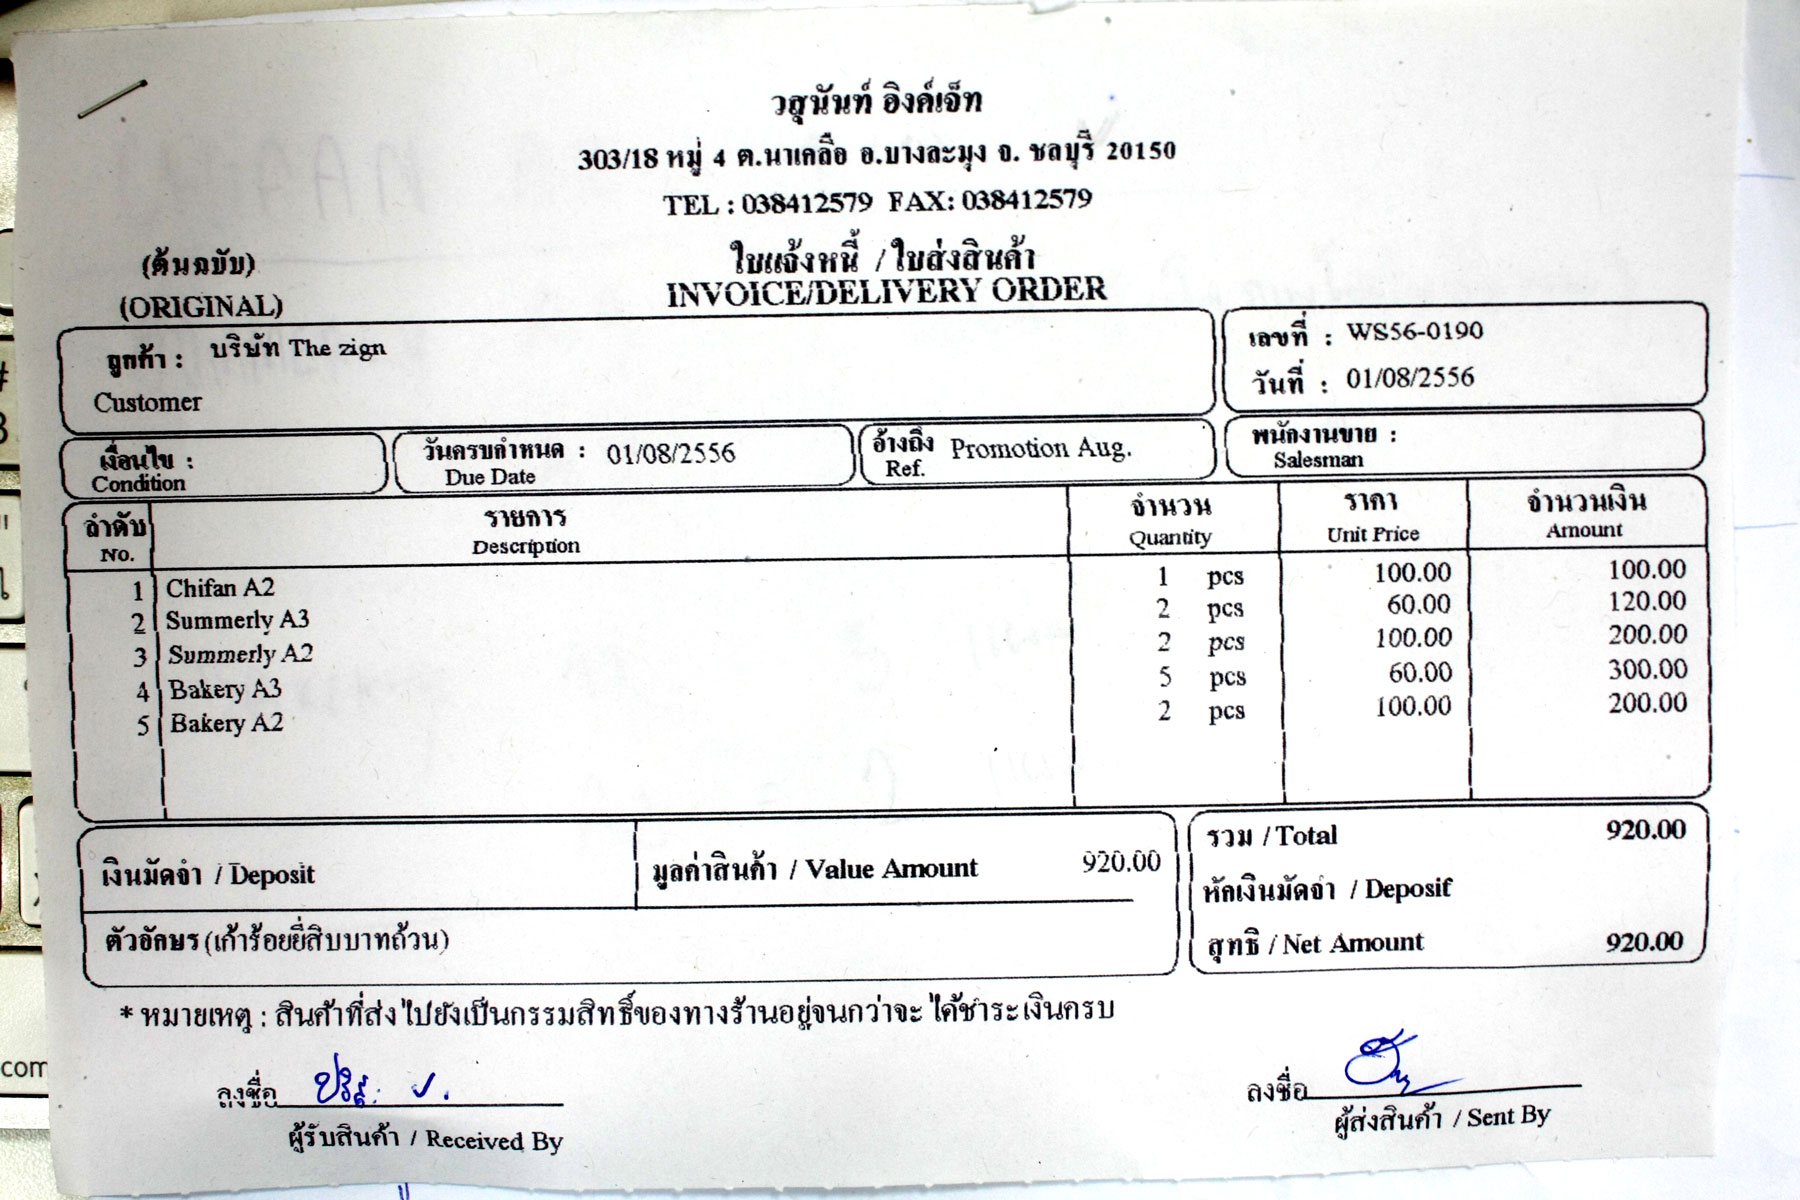 วสุนันท์ อิงค์เจ็ท
303/18 หมู่ 4 ต.นาเคลือ อ.บางละมุง จ. ชลบุรี 20150
TEL : 038412579 FAX: 038412579
(ต้นฉบับ)
(ORIGINAL)
ใบแจ้งหนี้ / ใบส่งสินค้า
INVOICE/DELIVERY ORDER
ลูกค้า : บริษัท The zign
Customer
เลขที่ : WS56-0190
วันที่ : 01/08/2556
เงื่อนไข :
Condition
วันครบกำหนด : 01/08/2556
Due Date
อ้างถึง Promotion Aug.
Ref.
พนักงานขาย :
Salesman
ลำดับ รายการ จำนวน ราคา จำนวนเงิน
No. Description Quantity Unit Price Amount
1 Chifan A2 1 pcs 100.00 100.00
2 Summerly A3 2 pcs 60.00 120.00
3 Summerly A2 2 pcs 100.00 200.00
4 Bakery A3 5 pcs 60.00 300.00
5 Bakery A2 2 pcs 100.00 200.00
เงินมัดจำ / Deposit มูลค่าสินค้า / Value Amount 920.00
ตัวอักษร (เก้าร้อยยี่สิบบาทถ้วน)
รวม / Total 920.00
หักเงินมัดจำ / Deposit
สุทธิ / Net Amount 920.00
* หมายเหตุ : สินค้าที่ส่งไปยังเป็นกรรมสิทธิ์ของทางร้านอยู่จนกว่าจะได้ชำระเงินครบ
ลงชื่อ
ผู้รับสินค้า / Received By
ลงชื่อ
ผู้ส่งสินค้า / Sent By